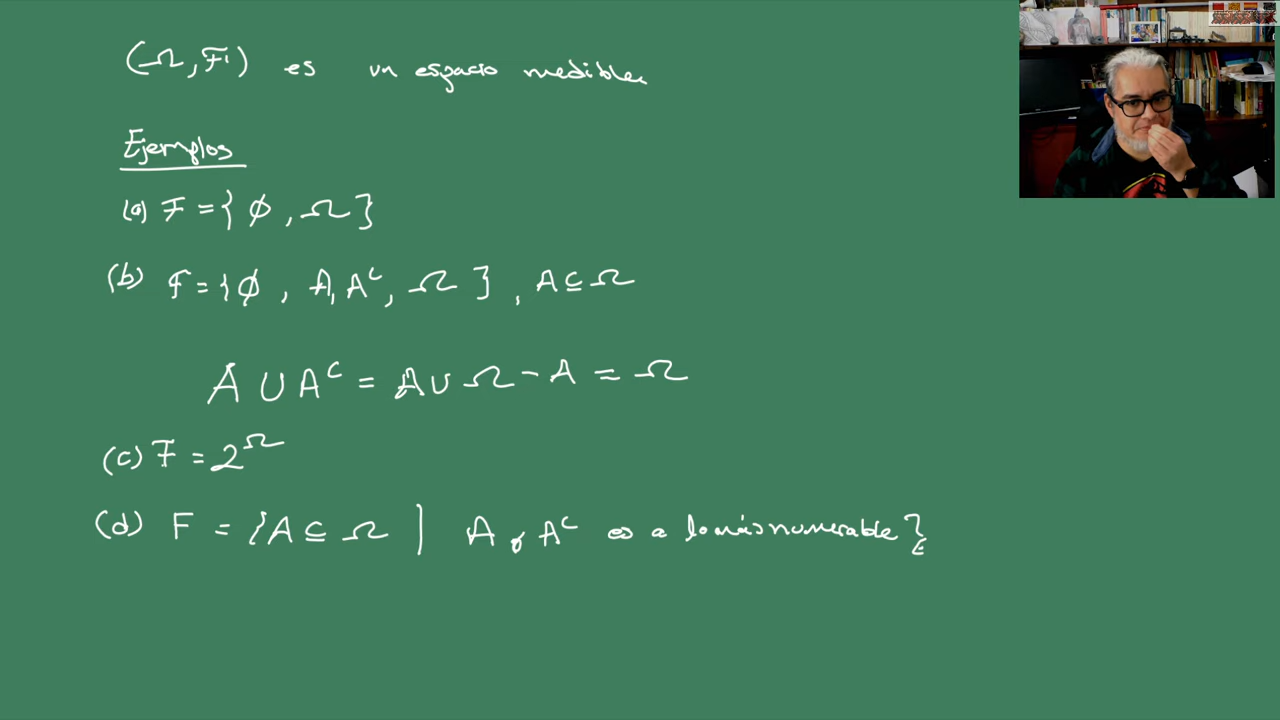 (Ω, F) es un espacio medible
Ejemplos
(a) F = { ∅ , Ω }
(b) F = { ∅ , A, A^c , Ω } , A ⊆ Ω
A ∪ A^c = A ∪ Ω - A = Ω
(c) F = 2^Ω
(d) F = { A ⊆ Ω | A o A^c es a lo más numerable }